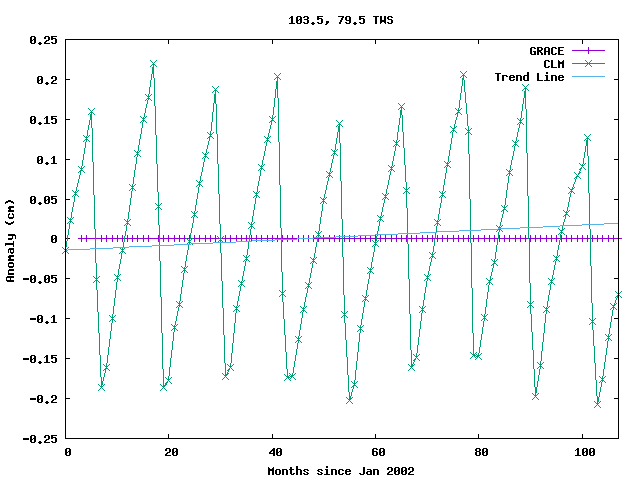 103.5, 79.5 TWS
GRACE
CLM
Trend Line
0.25
0.2
0.15
0.1
0.05
0
-0.05
-0.1
-0.15
-0.2
-0.25
Anomaly (cm)
0 20 40 60 80 100
Months since Jan 2002